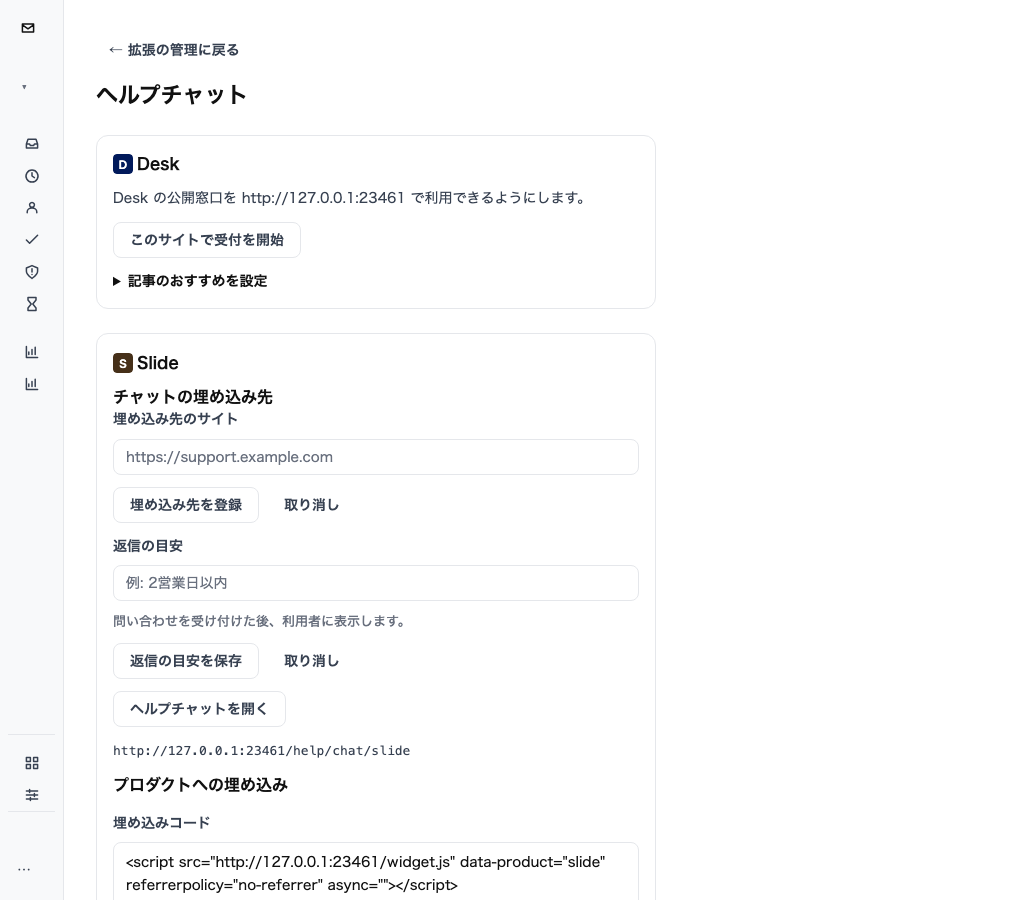 ← 拡張の管理に戻る
ヘルプチャット
D Desk
Desk の公開窓口を http://127.0.0.1:23461 で利用できるようにします。
このサイトで受付を開始
▶ 記事のおすすめを設定
S Slide
チャットの埋め込み先
埋め込み先のサイト
https://support.example.com
埋め込み先を登録 取り消し
返信の目安
例: 2営業日以内
問い合わせを受け付けた後、利用者に表示します。
返信の目安を保存 取り消し
ヘルプチャットを開く
http://127.0.0.1:23461/help/chat/slide
プロダクトへの埋め込み
埋め込みコード
<script src="http://127.0.0.1:23461/widget.js" data-product="slide"
referrerpolicy="no-referrer" async=""></script>